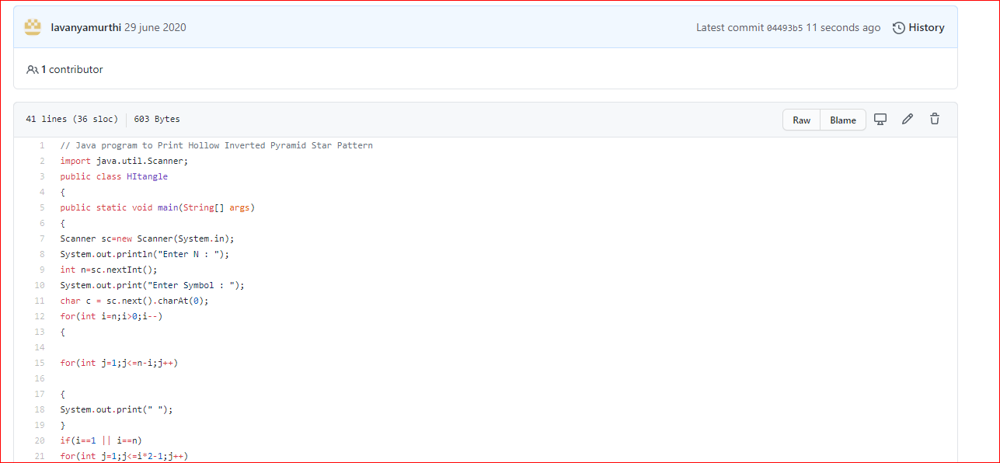 lavanyamurthi 29 june 2020 Latest commit 04493b5 11 seconds ago History
1 contributor
41 lines (36 sloc) 603 Bytes Raw Blame
1 // Java program to Print Hollow Inverted Pyramid Star Pattern
2 import java.util.Scanner;
3 public class HItangle
4 {
5 public static void main(String[] args)
6 {
7 Scanner sc=new Scanner(System.in);
8 System.out.println("Enter N : ");
9 int n=sc.nextInt();
10 System.out.print("Enter Symbol : ");
11 char c = sc.next().charAt(0);
12 for(int i=n;i>0;i--)
13 {
14
15 for(int j=1;j<=n-i;j++)
16
17 {
18 System.out.print(" ");
19 }
20 if(i==1 || i==n)
21 for(int j=1;j<=i*2-1;j++)